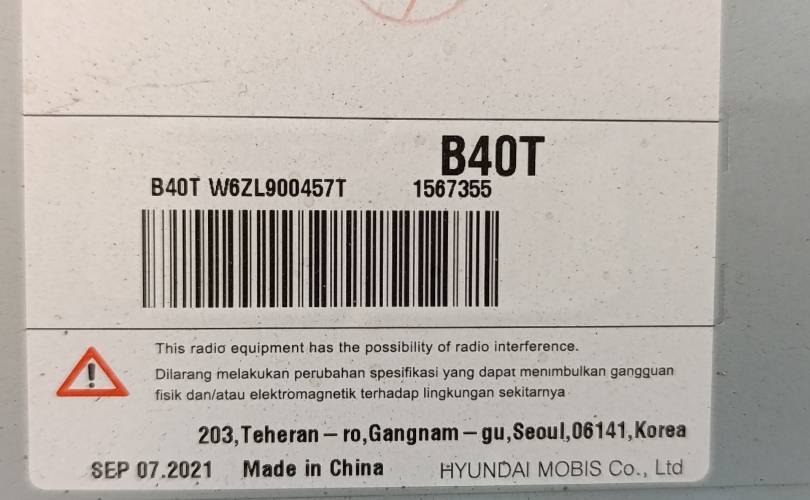 B40T
B40T W6ZL900457T 1567355
This radio equipment has the possibility of radio interference.
Dilarang melakukan perubahan spesifikasi yang dapat menimbulkan gangguan
fisik dan/atau elektromagnetik terhadap lingkungan sekitarnya
203,Teheran-ro,Gangnam-gu,Seoul,06141,Korea
SEP 07.2021 Made in China HYUNDAI MOBIS Co., Ltd